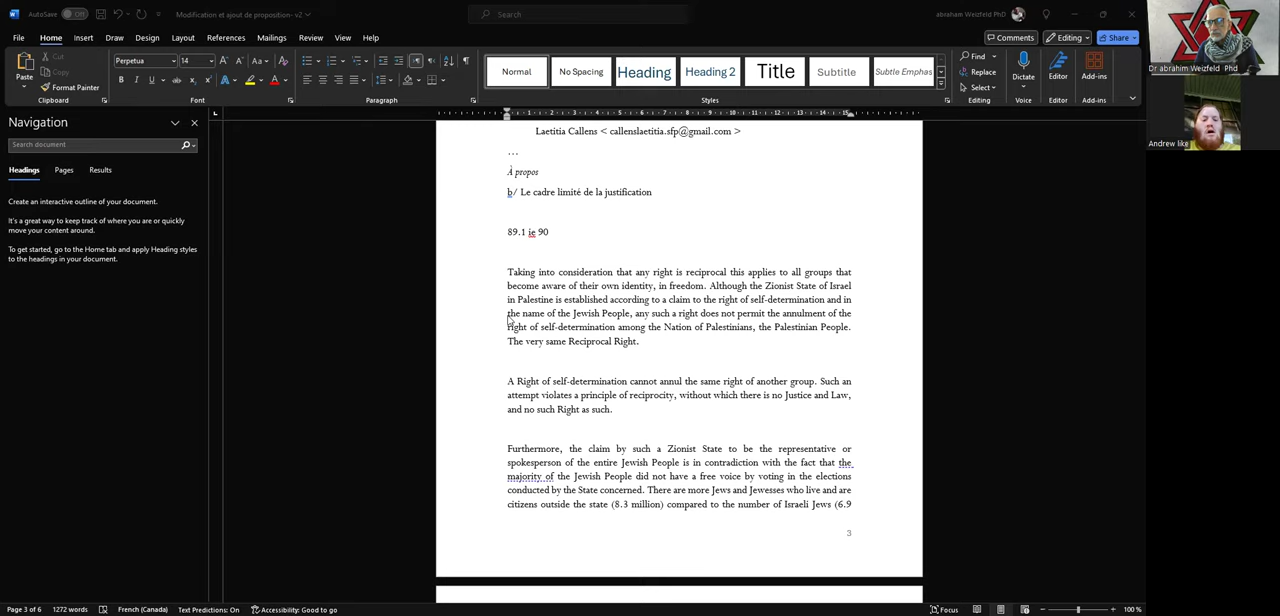 AutoSave
Off
Modification et ajout de proposition- v2
Search
abraham Weizfeld PhD
File
Home
Insert
Draw
Design
Layout
References
Mailings
Review
View
Help
Comments
Editing
Share
Paste
Cut
Copy
Format Painter
Clipboard
Perpetua
14
Font
Paragraph
Normal
No Spacing
Heading
Heading 2
Title
Subtitle
Subtle Emphas
Styles
Find
Replace
Select
Editing
Dictate
Voice
Editor
Editor
Add-ins
Add-ins
Dr abrahim Weizfeld Phd
Andrew like
Navigation
Search document
Headings
Pages
Results
Create an interactive outline of your document.
It's a great way to keep track of where you are or quickly
move your content around.
To get started, go to the Home tab and apply Heading styles
to the headings in your document.
Laetitia Callens < callenslaetitia.sfp@gmail.com >
…
À propos
b/ Le cadre limité de la justification
89.1 ie 90
Taking into consideration that any right is reciprocal this applies to all groups that
become aware of their own identity, in freedom. Although the Zionist State of Israel
in Palestine is established according to a claim to the right of self-determination and in
the name of the Jewish People, any such a right does not permit the annulment of the
right of self-determination among the Nation of Palestinians, the Palestinian People.
The very same Reciprocal Right.
A Right of self-determination cannot annul the same right of another group. Such an
attempt violates a principle of reciprocity, without which there is no Justice and Law,
and no such Right as such.
Furthermore, the claim by such a Zionist State to be the representative or
spokesperson of the entire Jewish People is in contradiction with the fact that the
majority of the Jewish People did not have a free voice by voting in the elections
conducted by the State concerned. There are more Jews and Jewesses who live and are
citizens outside the state (8.3 million) compared to the number of Israeli Jews (6.9
3
Page 3 of 6
1272 words
French (Canada)
Text Predictions: On
Accessibility: Good to go
Focus
100 %